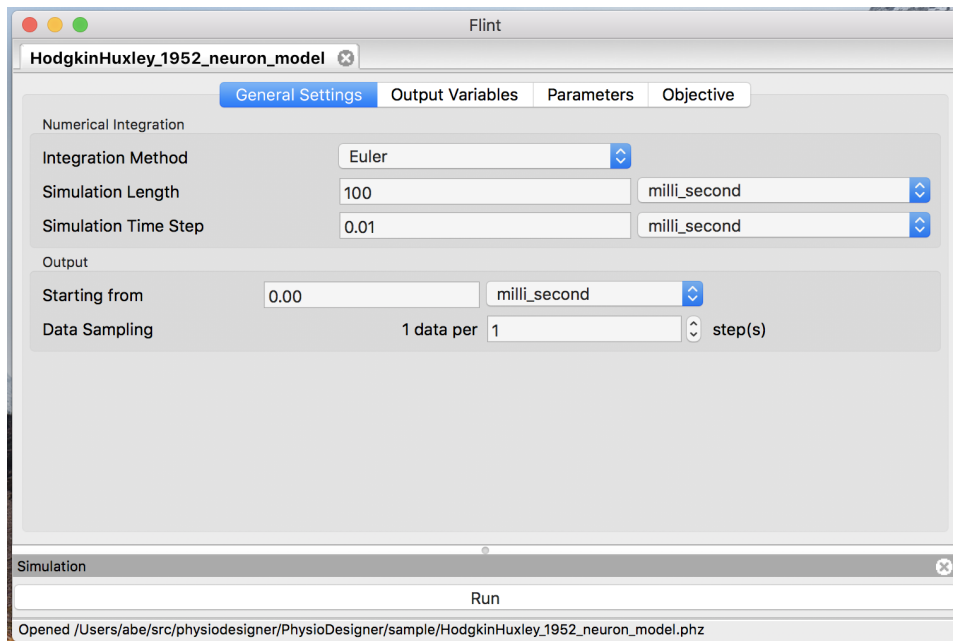 Flint
HodgkinHuxley_1952_neuron_model
General Settings Output Variables Parameters Objective
Numerical Integration
Integration Method Euler
Simulation Length 100 milli_second
Simulation Time Step 0.01 milli_second
Output
Starting from 0.00 milli_second
Data Sampling 1 data per 1 step(s)
Simulation
Run
Opened /Users/abe/src/physiodesigner/PhysioDesigner/sample/HodgkinHuxley_1952_neuron_model.phz